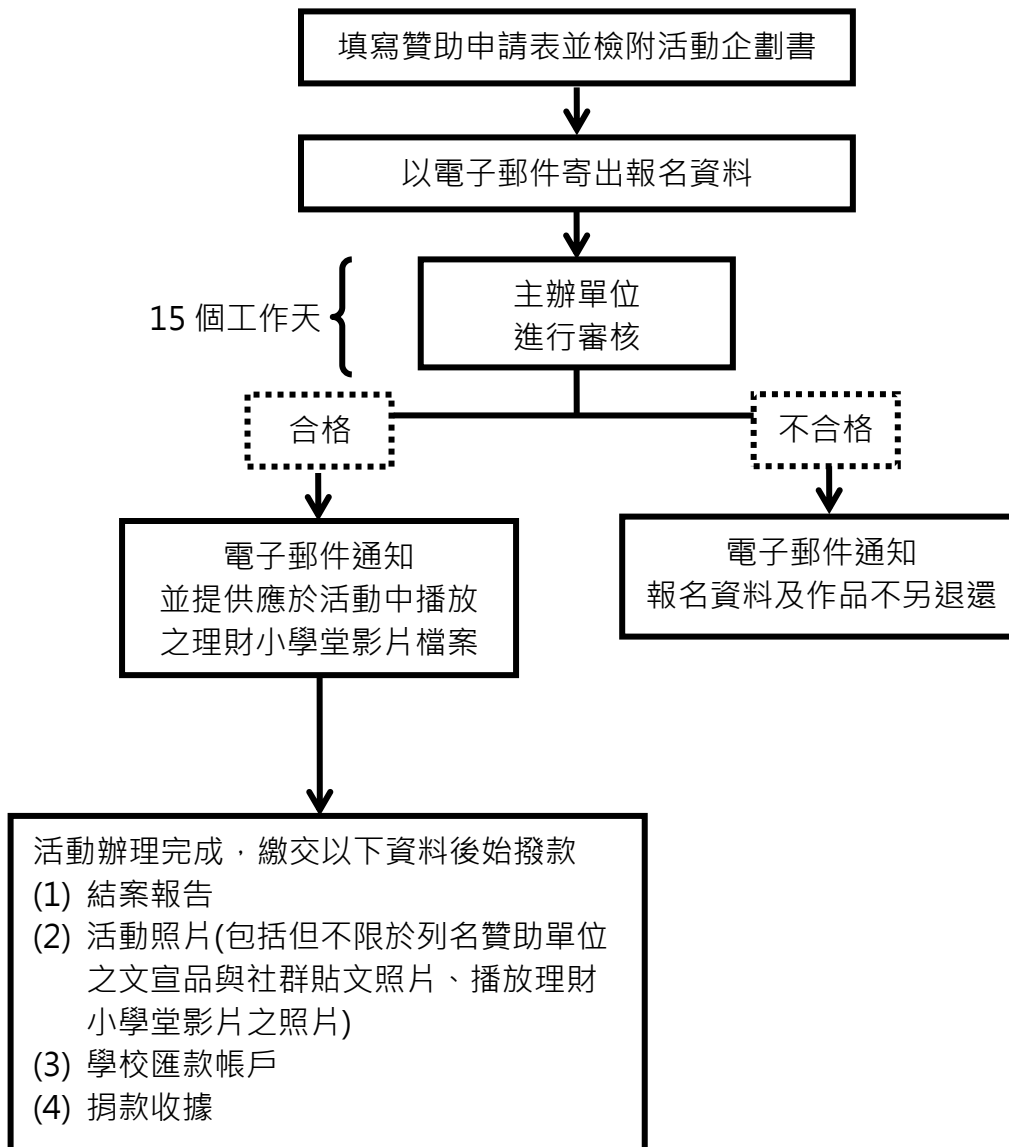 填寫贊助申請表並檢附活動企劃書
以電子郵件寄出報名資料
15 個工作天
主辦單位
進行審核
合格
不合格
電子郵件通知
並提供應於活動中播放
之理財小學堂影片檔案
電子郵件通知
報名資料及作品不另退還
活動辦理完成，繳交以下資料後始撥款
(1) 結案報告
(2) 活動照片(包括但不限於列名贊助單位
之文宣品與社群貼文照片、播放理財
小學堂影片之照片)
(3) 學校匯款帳戶
(4) 捐款收據